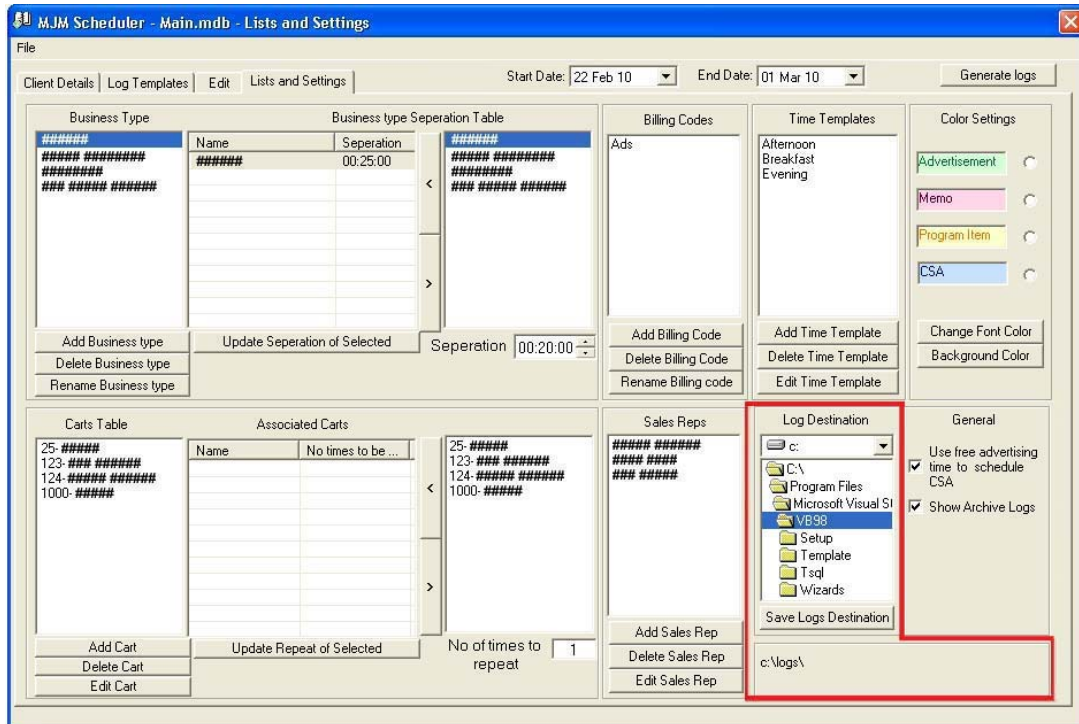 MJM Scheduler - Main.mdb - Lists and Settings
File
Client Details
Log Templates
Edit
Lists and Settings
Start Date: 22 Feb 10
End Date: 01 Mar 10
Generate logs
Business Type
######
##### ########
########
### ##### ######
Add Business type
Delete Business type
Rename Business type
Business type Seperation Table
Name Seperation
###### 00:25:00
Update Seperation of Selected
<
>
######
##### ########
########
### ##### ######
Seperation 00:20:00
Billing Codes
Ads
Add Billing Code
Delete Billing Code
Rename Billing code
Time Templates
Afternoon
Breakfast
Evening
Add Time Template
Delete Time Template
Edit Time Template
Color Settings
Advertisement
Memo
Program Item
CSA
Change Font Color
Background Color
Carts Table
25- #####
123- ### ######
124- ##### ######
1000- #####
Add Cart
Delete Cart
Edit Cart
Associated Carts
Name No times to be ...
Update Repeat of Selected
<
>
25- #####
123- ### ######
124- ##### ######
1000- #####
No of times to
repeat
1
Sales Reps
##### ######
#### ####
### #####
Add Sales Rep
Delete Sales Rep
Edit Sales Rep
Log Destination
c:
C:\
Program Files
Microsoft Visual St
VB98
Setup
Template
Tsql
Wizards
Save Logs Destination
c:\logs\
General
Use free advertising
time to schedule
CSA
Show Archive Logs